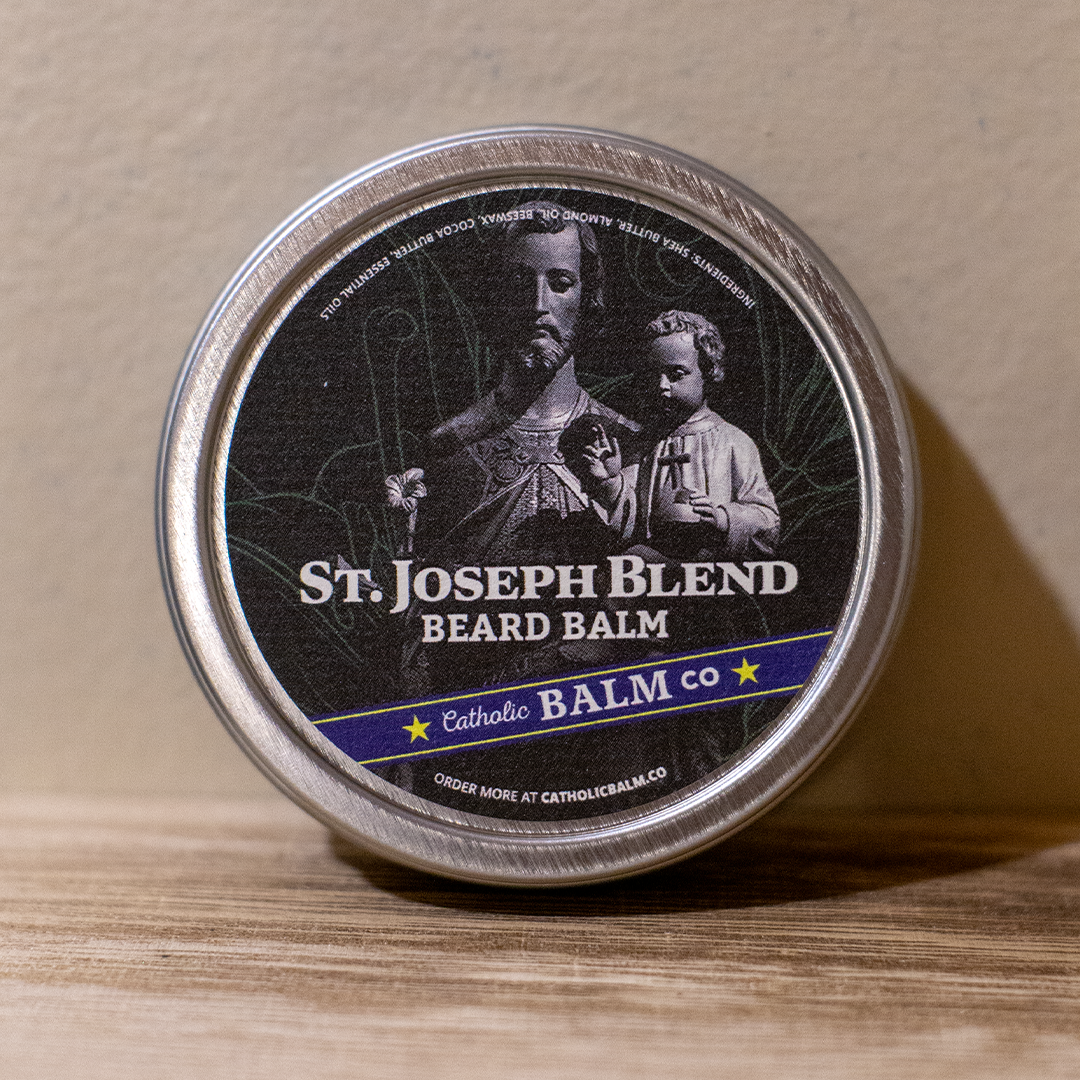 INGREDIENTS: SHEA BUTTER, ALMOND OIL, BEESWAX, COCOA BUTTER, ESSENTIAL OILS
ST. JOSEPH BLEND
BEARD BALM
Catholic BALM CO
ORDER MORE AT CATHOLICBALM.CO